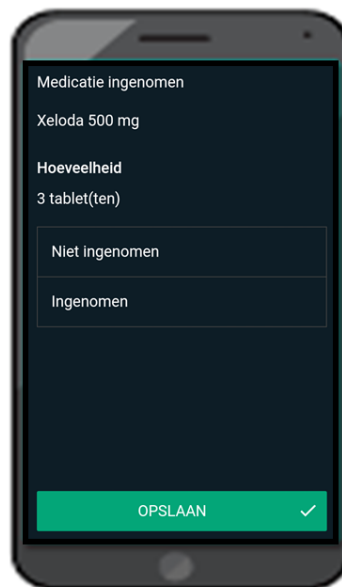 Medicatie ingenomen
Xeloda 500 mg
Hoeveelheid
3 tablet(ten)
Niet ingenomen
Ingenomen
OPSLAAN